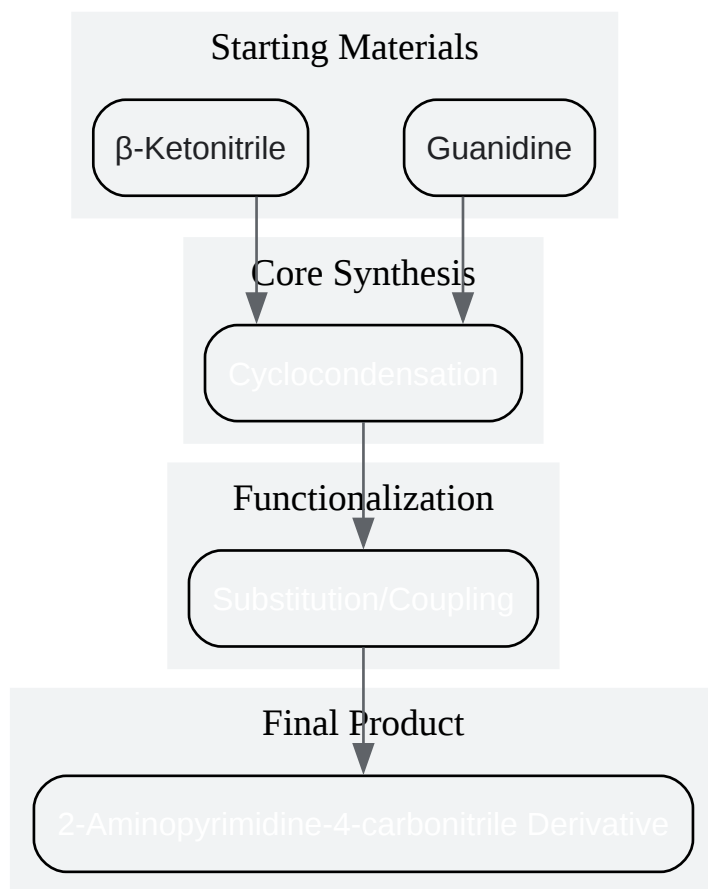 Starting Materials
β-Ketonitrile
Guanidine
Core Synthesis
Cyclocondensation
Functionalization
Substitution/Coupling
Final Product
2-Aminopyrimidine-4-carbonitrile Derivative